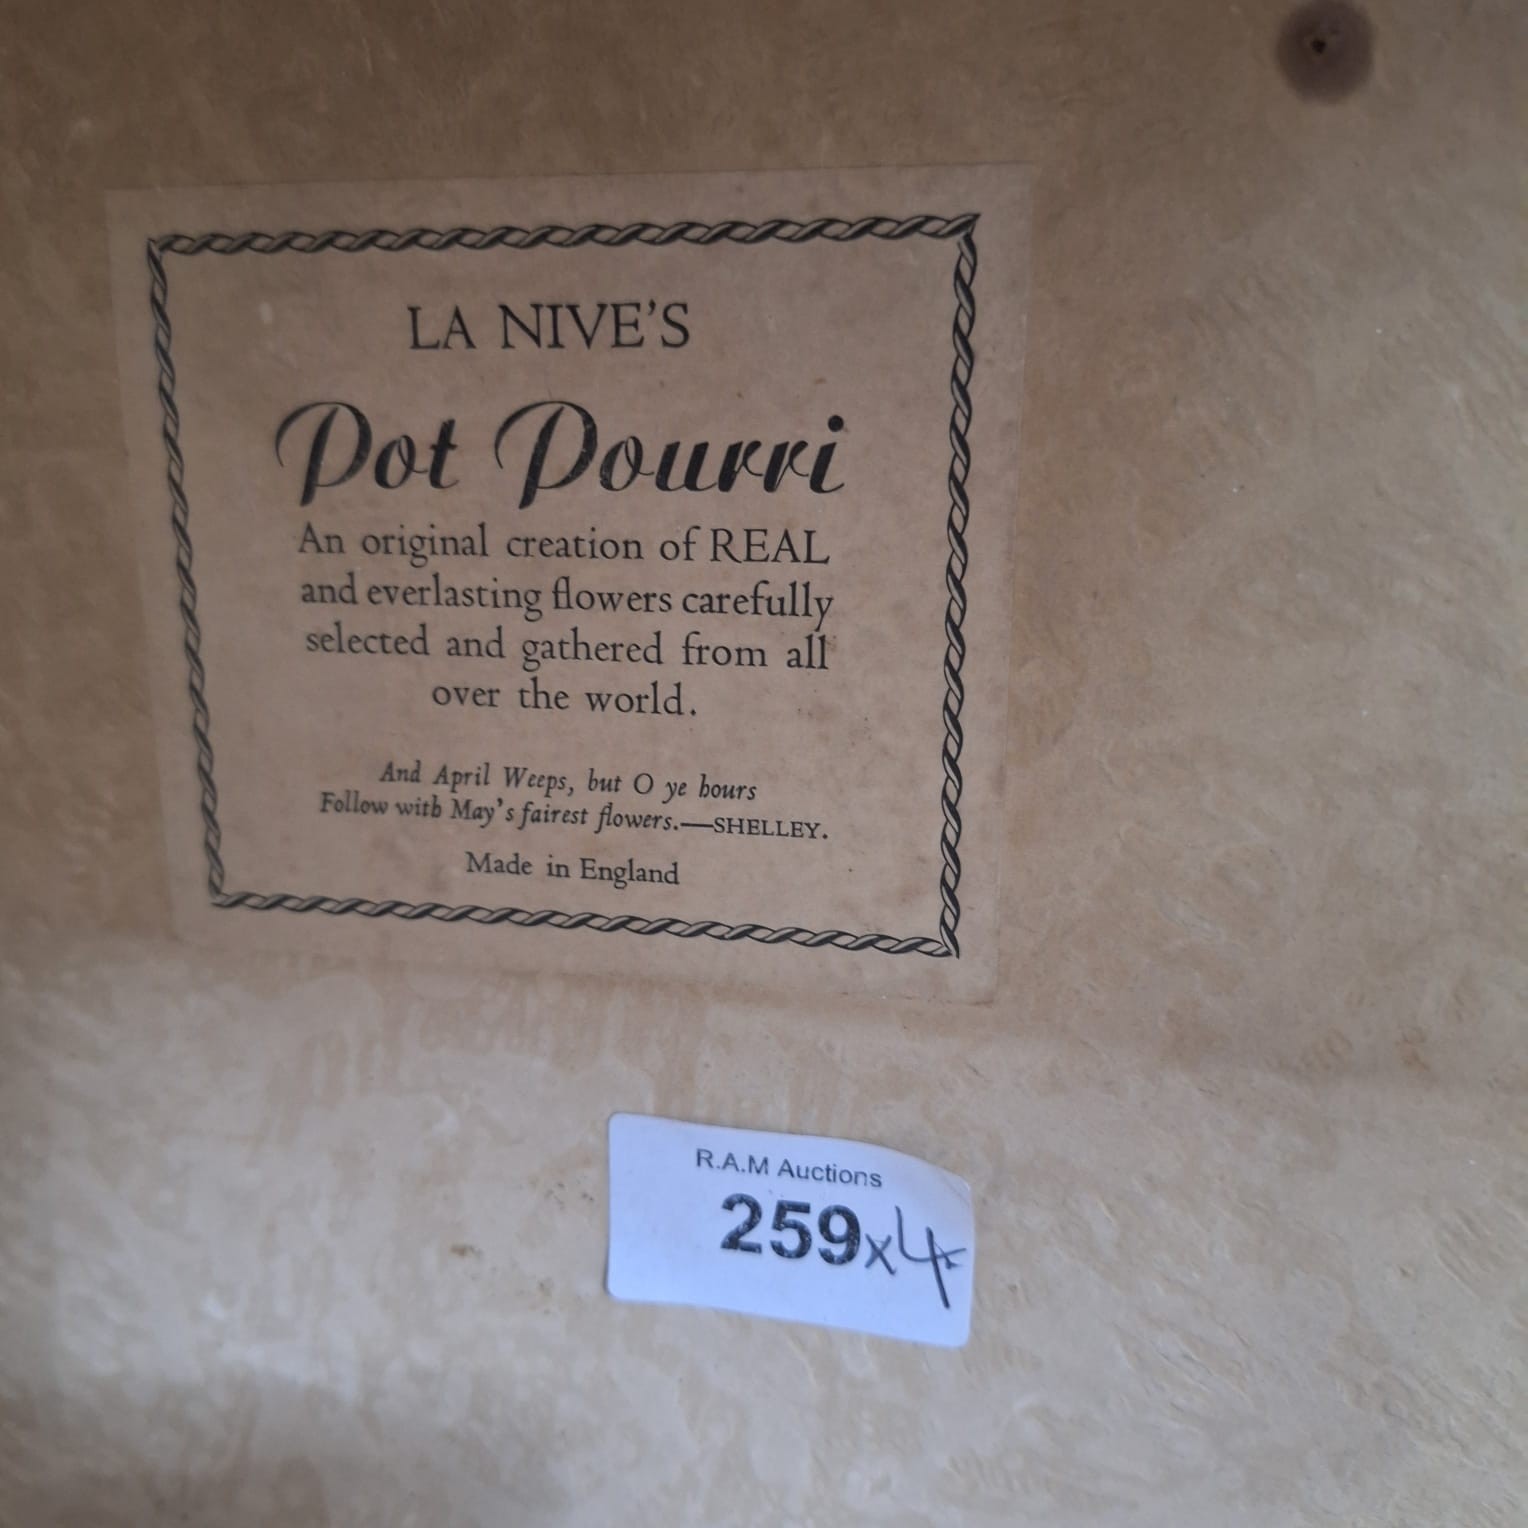 LA NIVE'S
Pot Pourri
An original creation of REAL
and everlasting flowers carefully
selected and gathered from all
over the world.
And April Weeps, but O ye hours
Follow with May's fairest flowers.—SHELLEY.
Made in England
R.A.M Auctions
259x4